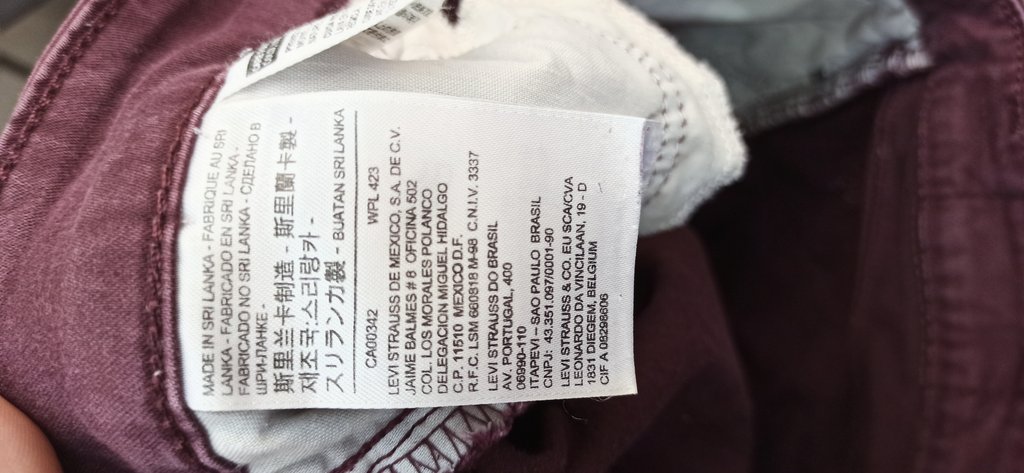 MADE IN SRI LANKA - FABRIQUE AU SRI
LANKA - FABRICADO EN SRI LANKA -
FABRICADO NO SRI LANKA - СДЕЛАНО В
ШРИ-ЛАНКЕ -
斯里兰卡制造 - 斯里蘭卡製 -
제조국:스리랑카 -
スリランカ製 - BUATAN SRI LANKA
CA00342 WPL 423
LEVI STRAUSS DE MEXICO, S.A. DE C.V.
JAIME BALMES # 8 OFICINA 502
COL. LOS MORALES POLANCO
DELEGACION MIGUEL HIDALGO
C.P. 11510 MEXICO D.F.
R.F.C. LSM 660818 M-98 C.N.I.V. 3337
LEVI STRAUSS DO BRASIL
AV. PORTUGAL, 400
06690-110
ITAPEVI – SAO PAULO BRASIL
CNPJ: 43.351.097/0001-90
LEVI STRAUSS & CO. EU SCA/CVA
LEONARDO DA VINCILAAN, 19 - D
1831 DIEGEM, BELGIUM
CIF A 08298606